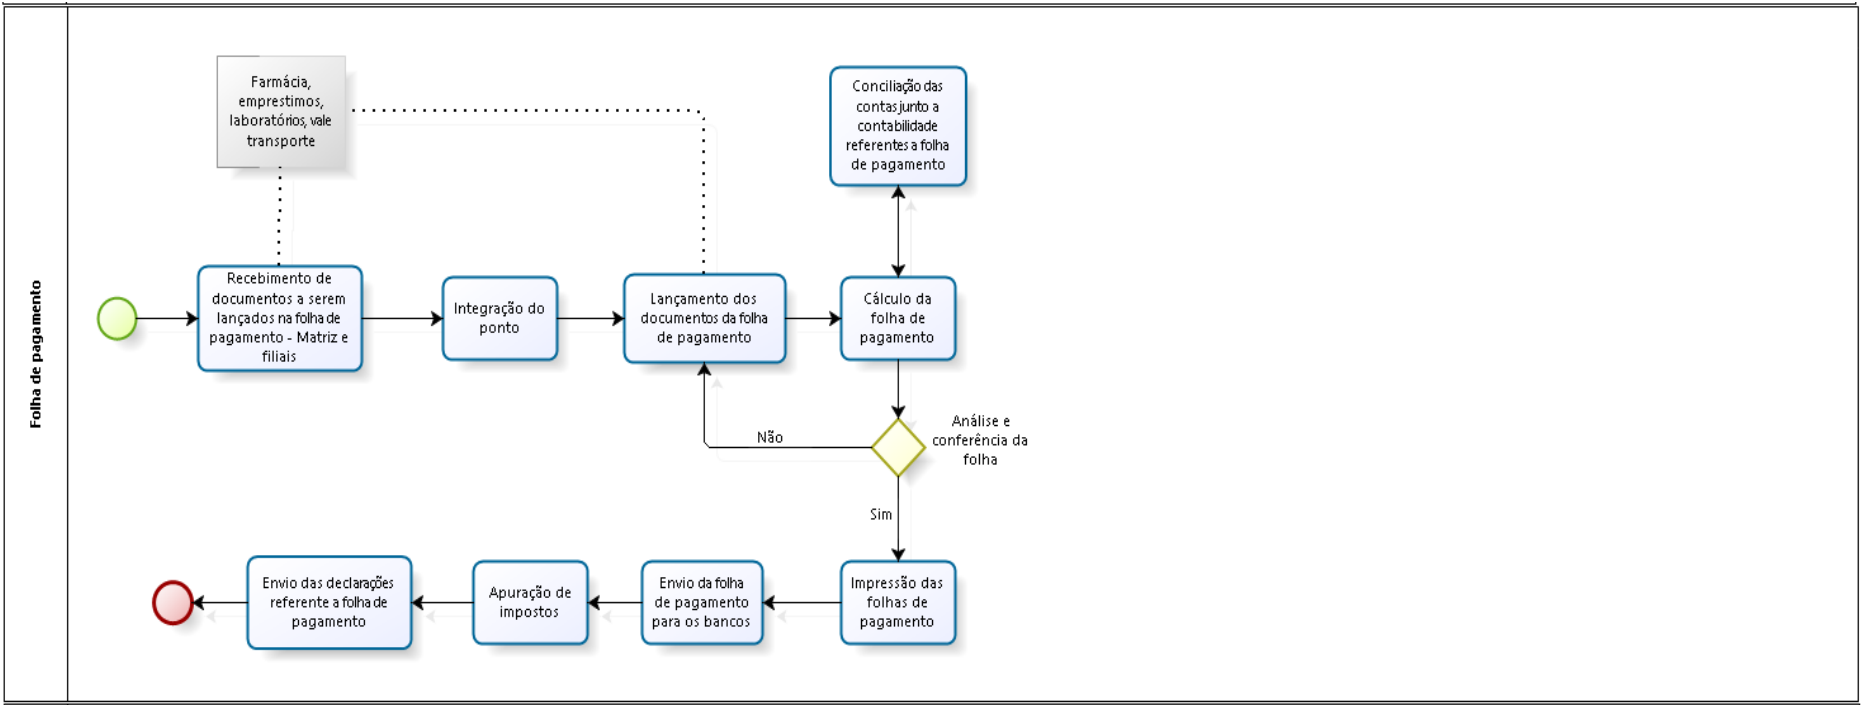 Folha de pagamento
Farmácia,
emprestimos,
laboratórios, vale
transporte
Conciliação das
contas junto a
contabilidade
referentes a folha
de pagamento
Recebimento de
documentos a serem
lançados na folha de
pagamento - Matriz e
filiais
Integração do
ponto
Lançamento dos
documentos da folha
de pagamento
Cálculo da
folha de
pagamento
Análise e
conferência da
folha
Não
Sim
Envio das declarações
referente a folha de
pagamento
Apuração de
impostos
Envio da folha
de pagamento
para os bancos
Impressão das
folhas de
pagamento